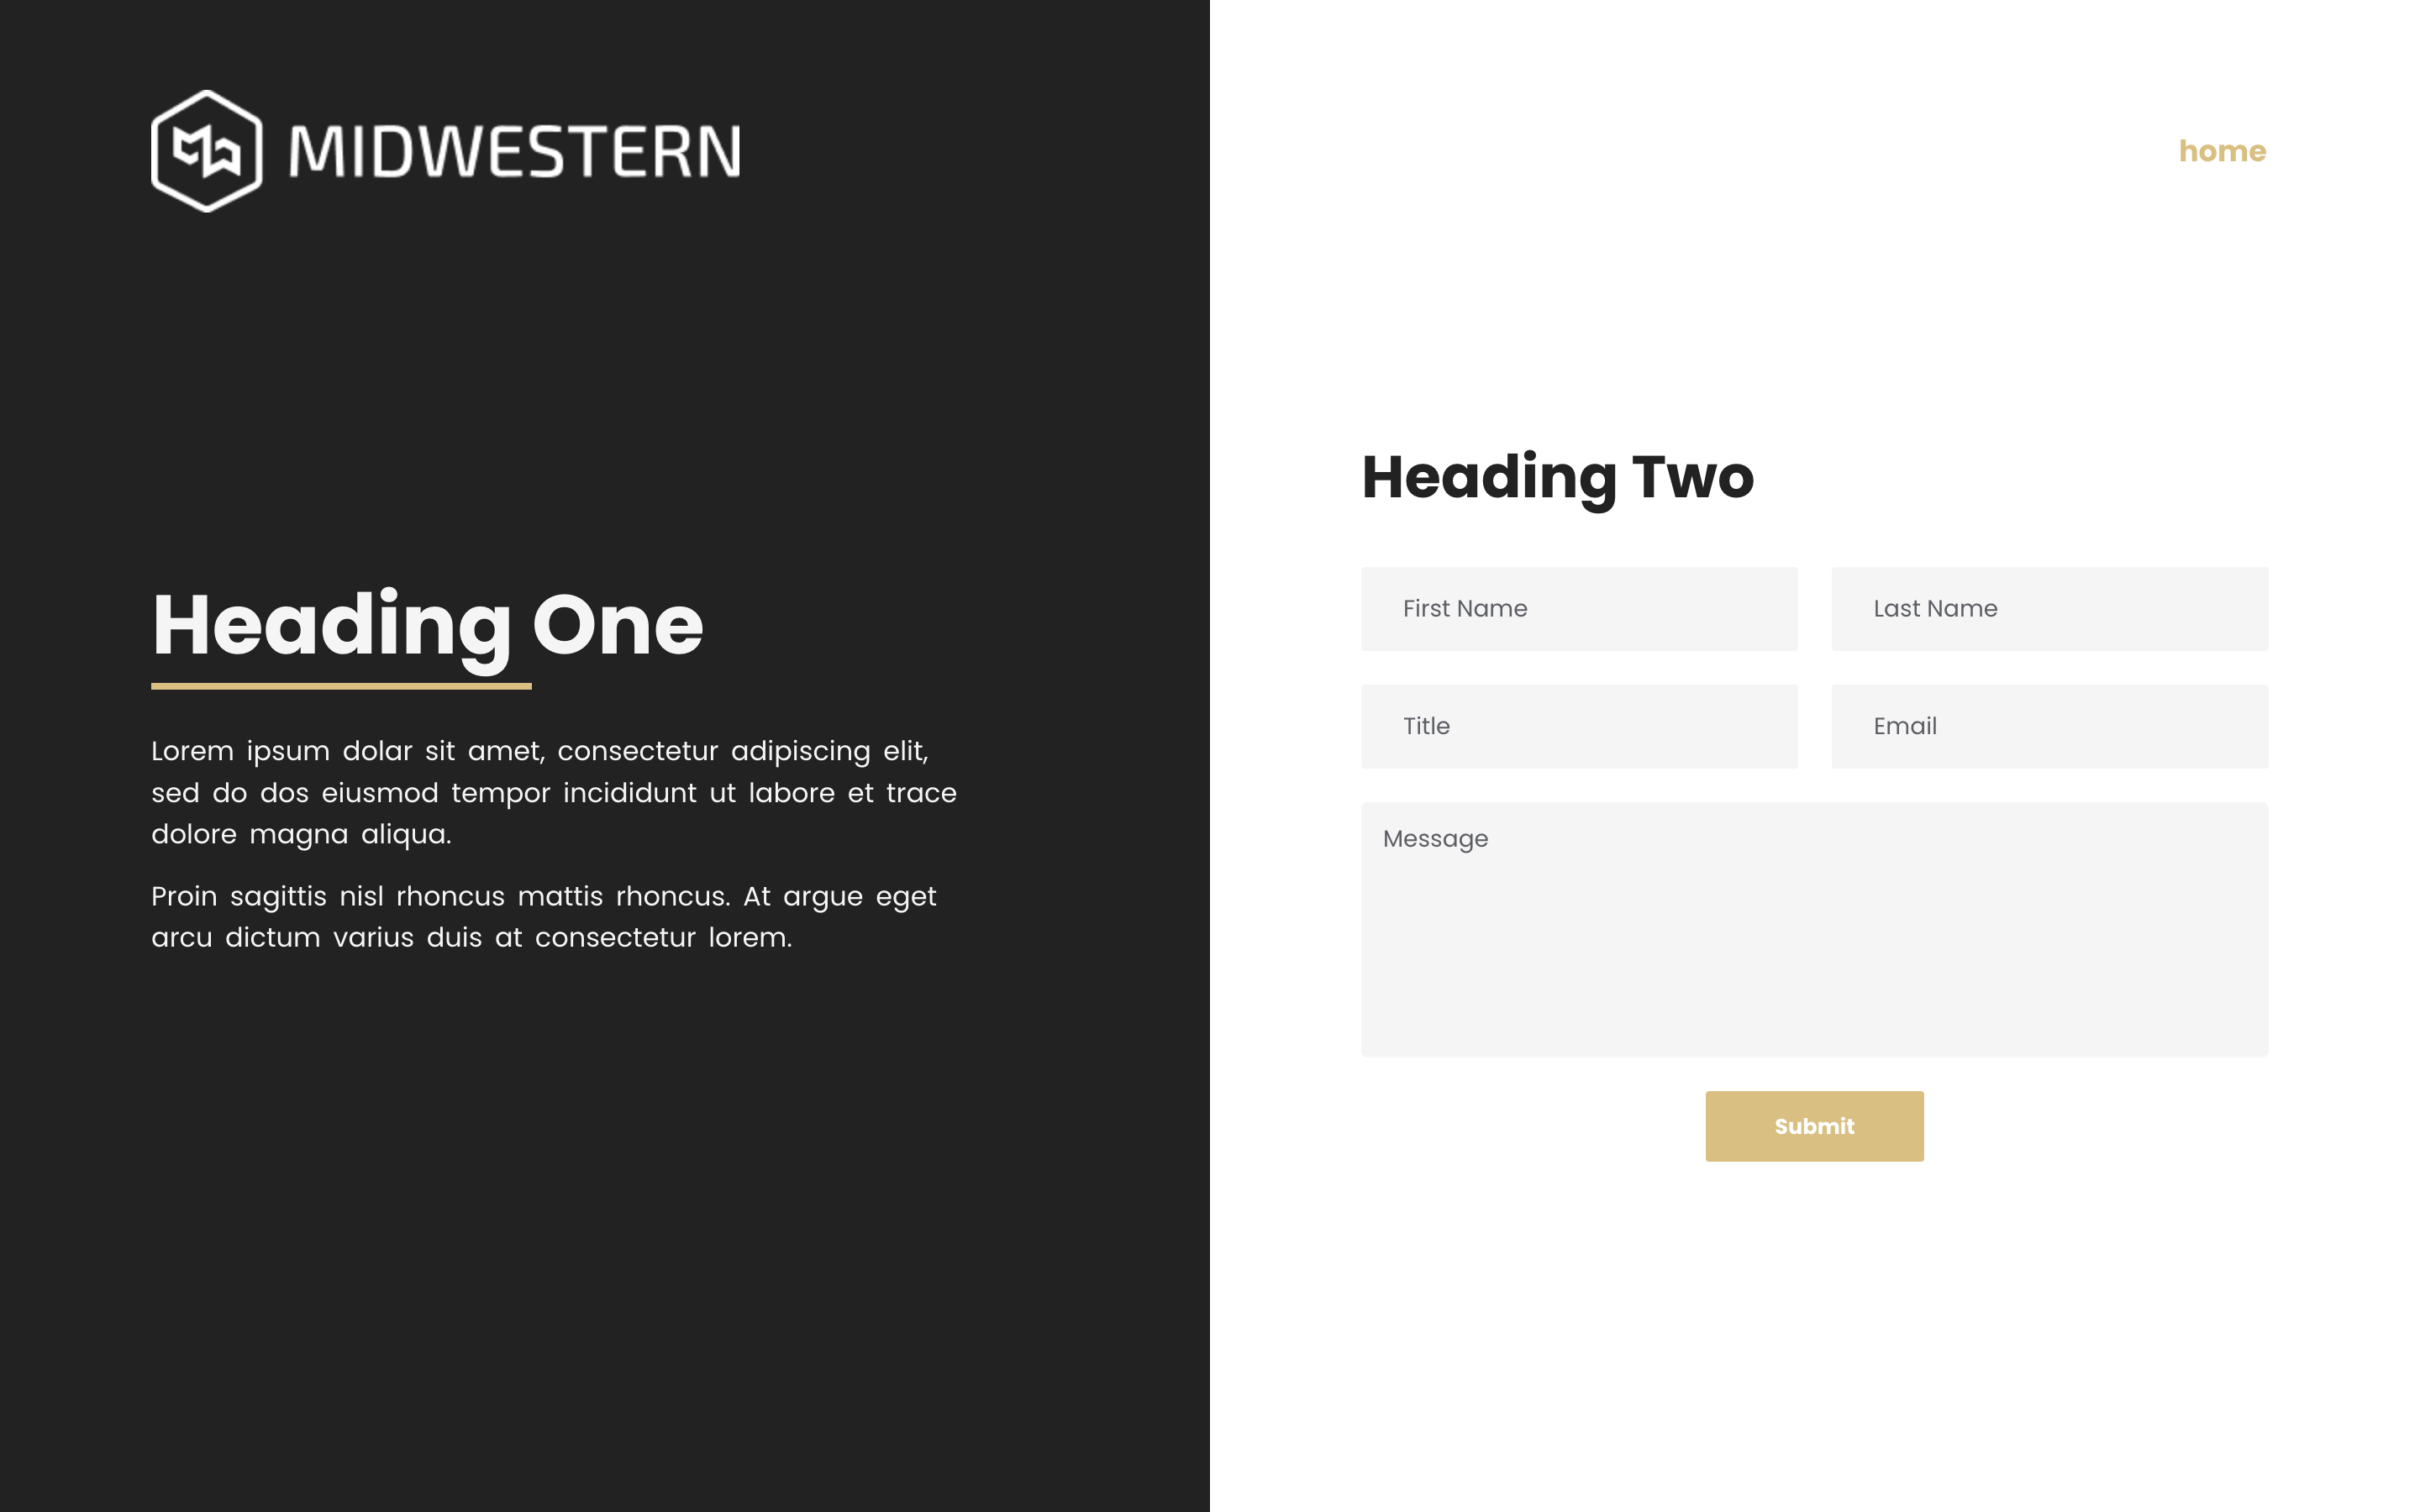 MIDWESTERN
home
Heading One
Lorem ipsum dolar sit amet, consectetur adipiscing elit,
sed do dos eiusmod tempor incididunt ut labore et trace
dolore magna aliqua.
Proin sagittis nisl rhoncus mattis rhoncus. At argue eget
arcu dictum varius duis at consectetur lorem.
Heading Two
First Name
Last Name
Title
Email
Message
Submit